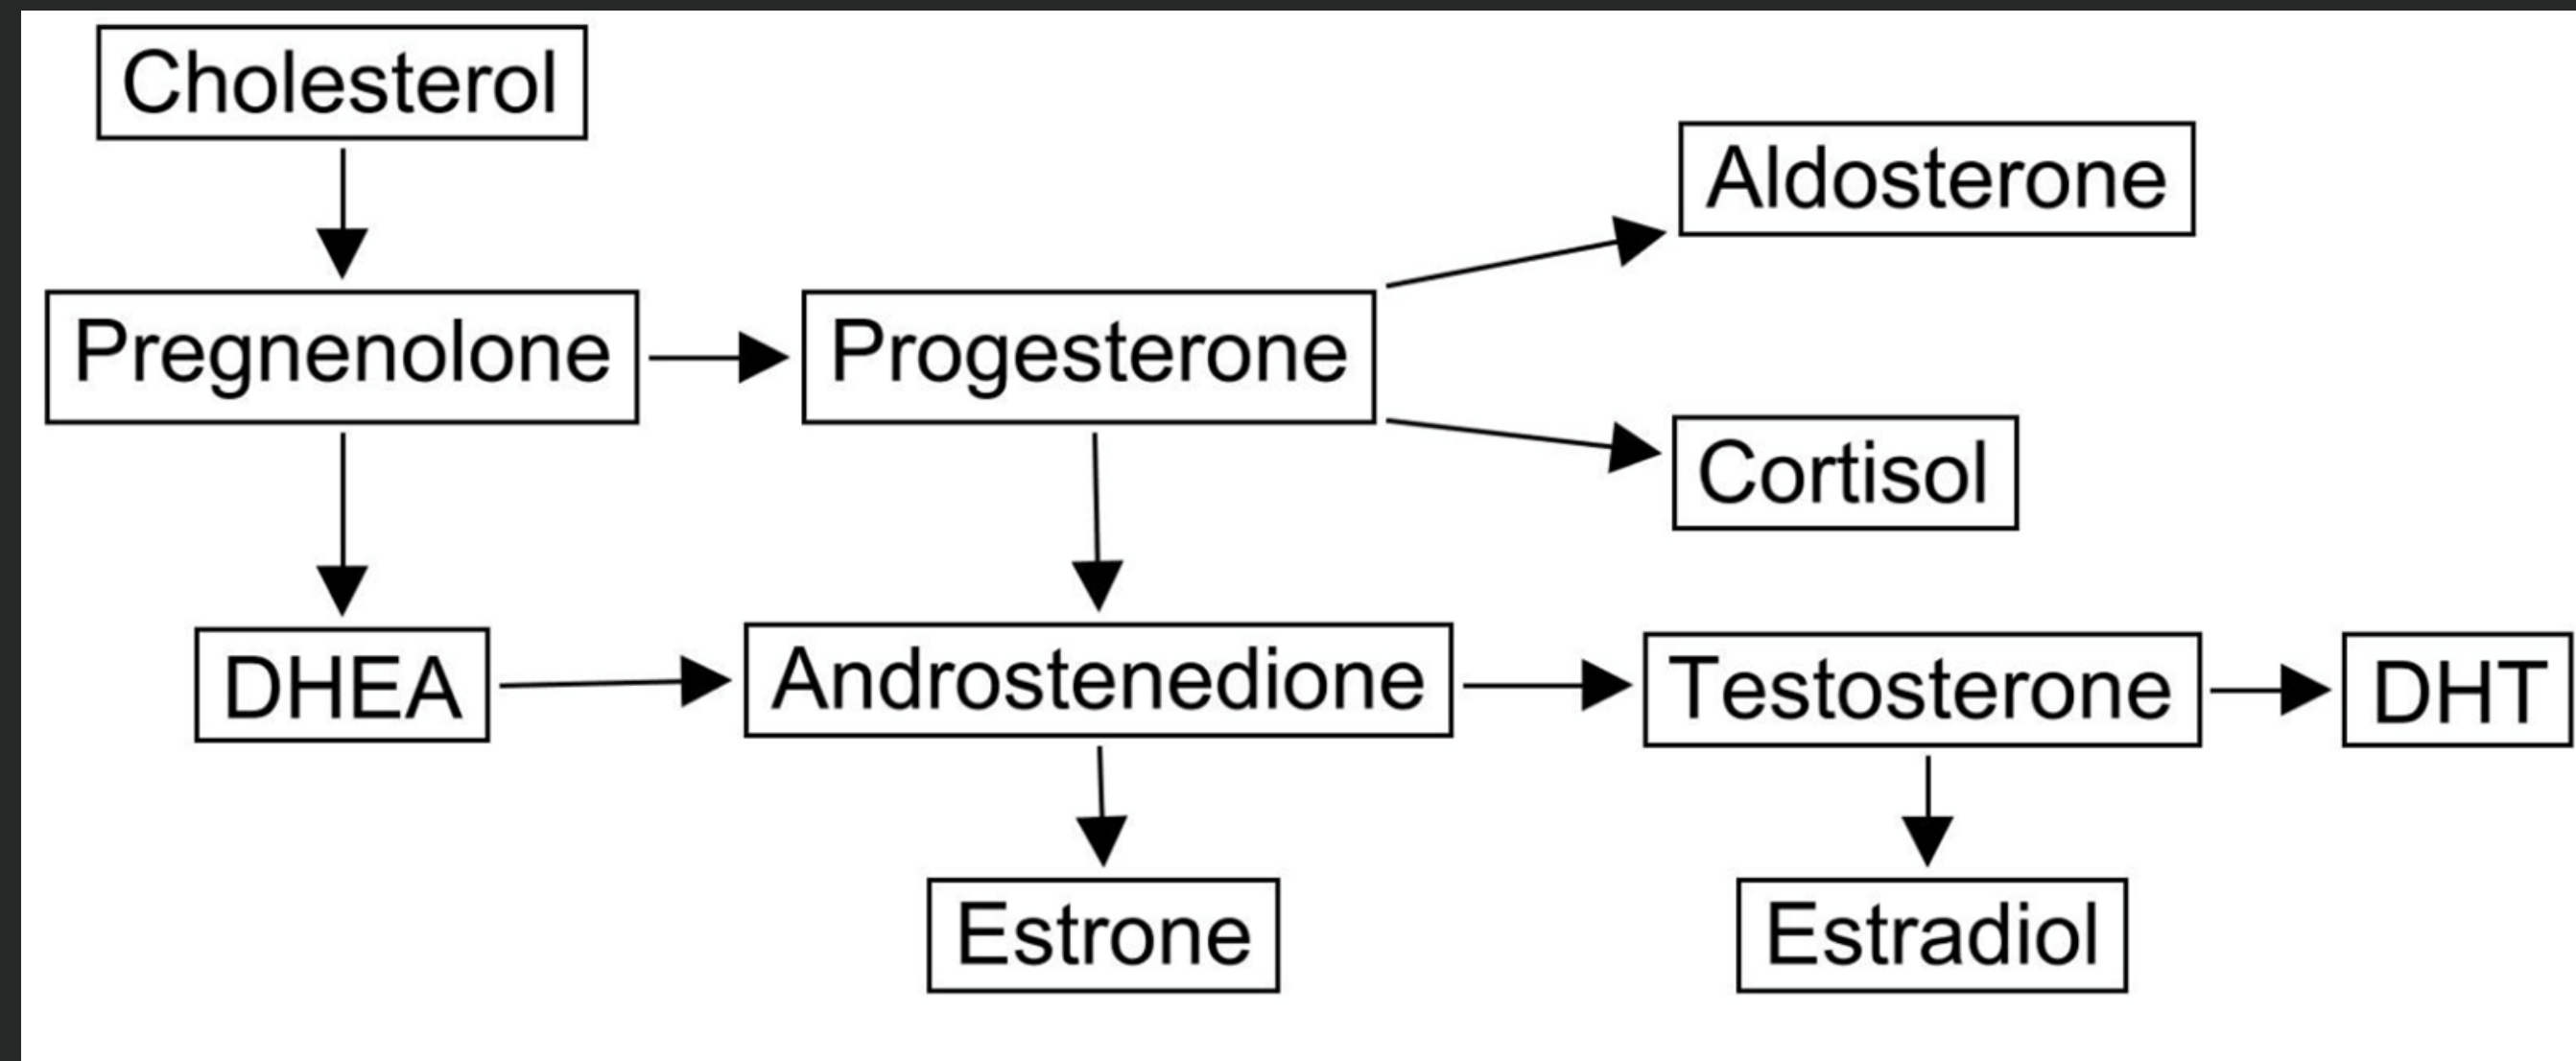 Cholesterol
Aldosterone
Pregnenolone
Progesterone
Cortisol
DHEA
Androstenedione
Testosterone
DHT
Estrone
Estradiol